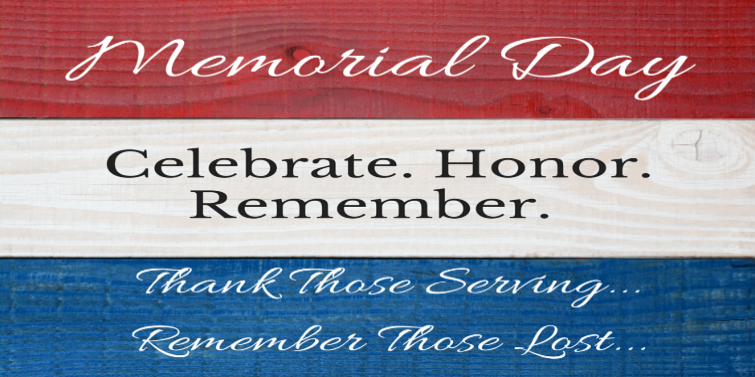 Memorial Day
Celebrate. Honor.
Remember.
Thank Those Serving...
Remember Those Lost...